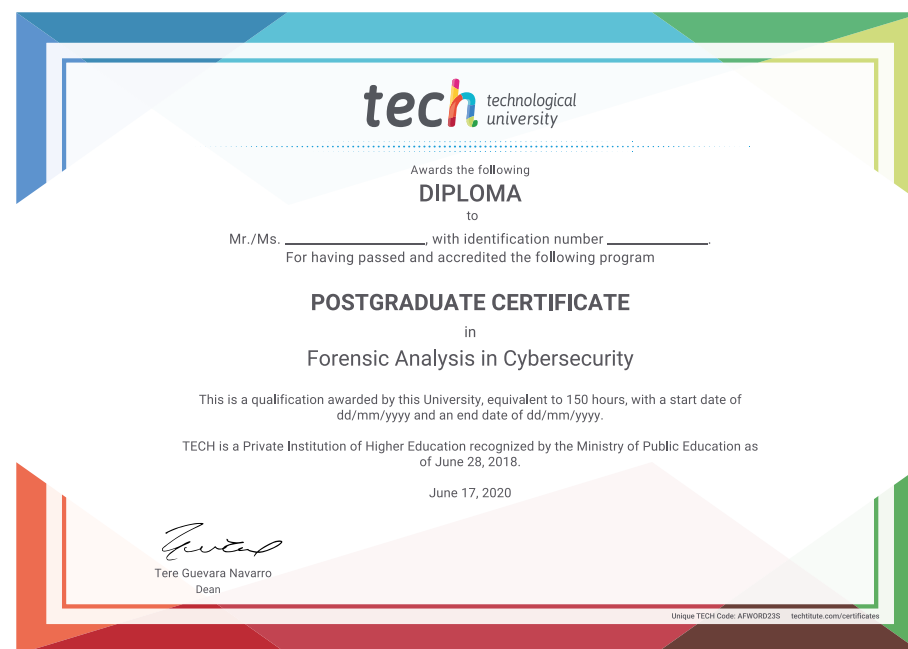 tech technological
university
Awards the following
DIPLOMA
to
Mr./Ms. ____________, with identification number ____________.
For having passed and accredited the following program
POSTGRADUATE CERTIFICATE
in
Forensic Analysis in Cybersecurity
This is a qualification awarded by this University, equivalent to 150 hours, with a start date of
dd/mm/yyyy and an end date of dd/mm/yyyy.
TECH is a Private Institution of Higher Education recognized by the Ministry of Public Education as
of June 28, 2018.
June 17, 2020
Tere Guevara Navarro
Dean
Unique TECH Code: AFWORD23S techtitute.com/certificates